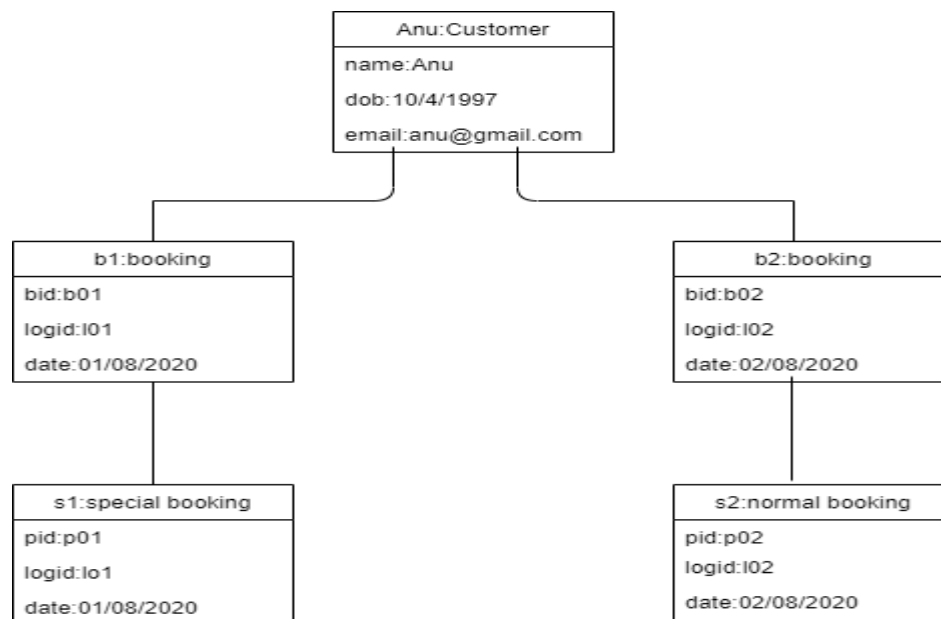 Anu:Customer
name:Anu
dob:10/4/1997
email:anu@gmail.com
b1:booking
bid:b01
logid:l01
date:01/08/2020
b2:booking
bid:b02
logid:l02
date:02/08/2020
s1:special booking
pid:p01
logid:lo1
date:01/08/2020
s2:normal booking
pid:p02
logid:l02
date:02/08/2020